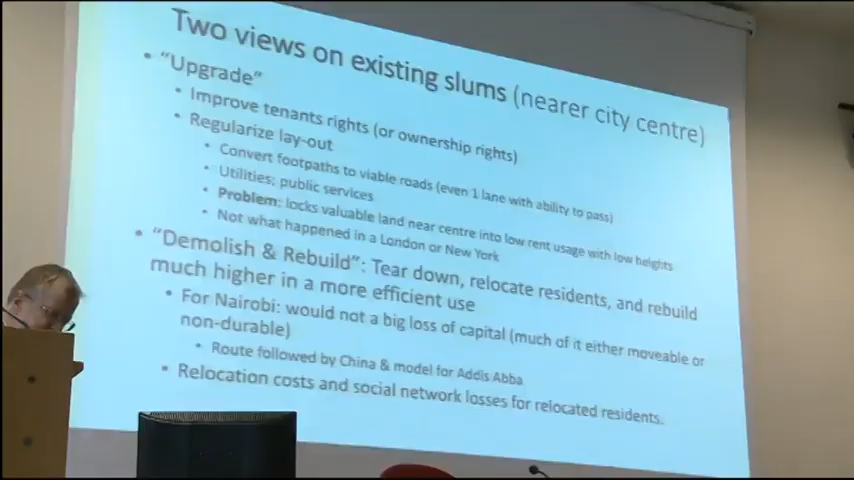 Two views on existing slums (nearer city centre)
• "Upgrade"
• Improve tenants rights (or ownership rights)
• Regularize lay-out
• Convert footpaths to viable roads (even 1 lane with ability to pass)
• Utilities; public services
• Problem: locks valuable land near centre into low rent usage with low heights
• Not what happened in a London or New York
• "Demolish & Rebuild": Tear down, relocate residents, and rebuild
much higher in a more efficient use
• For Nairobi: would not a big loss of capital (much of it either moveable or
non-durable)
• Route followed by China & model for Addis Abba
• Relocation costs and social network losses for relocated residents.